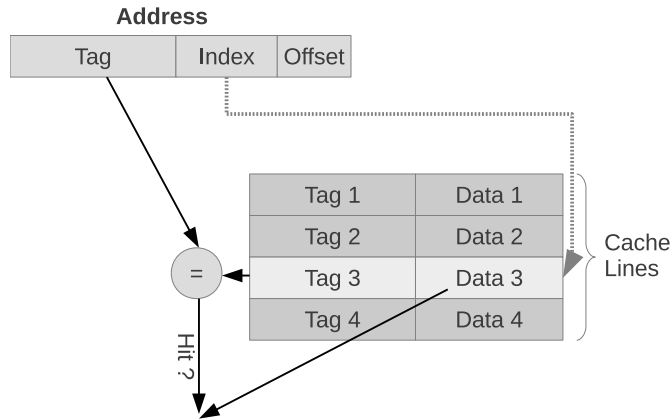 Address
Tag Index Offset
Tag 1 Data 1
Tag 2 Data 2
Tag 3 Data 3
Tag 4 Data 4
=
Hit ?
Cache
Lines